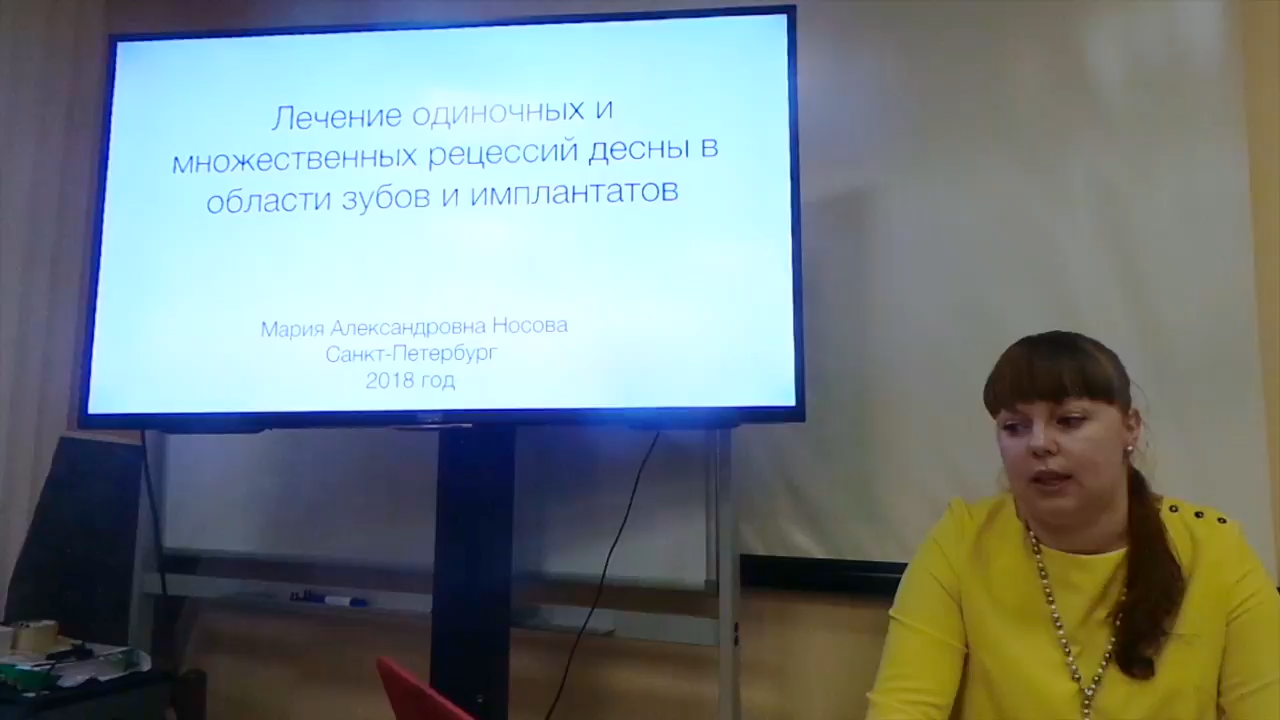 Лечение одиночных и
множественных рецессий десны в
области зубов и имплантатов
Мария Александровна Носова
Санкт-Петербург
2018 год